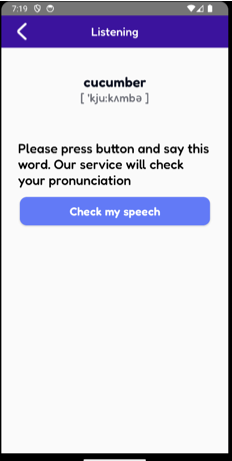 7:19
Listening
cucumber
[ 'kju:kʌmbə ]
Please press button and say this
word. Our service will check
your pronunciation
Check my speech